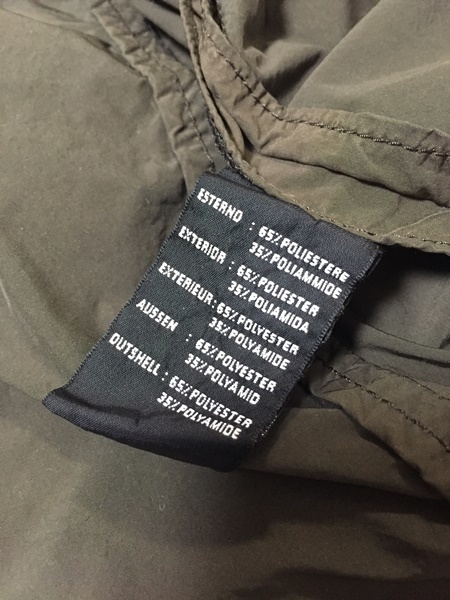 ESTERNO : 65% POLIESTERE
35% POLIAMMIDE
EXTERIOR : 65% POLIESTER
35% POLIAMIDA
EXTERIEUR: 65% POLYESTER
35% POLYAMIDE
AUSSEN : 65% POLYESTER
35% POLYAMID
OUTSHELL : 65% POLYESTER
35% POLYAMIDE